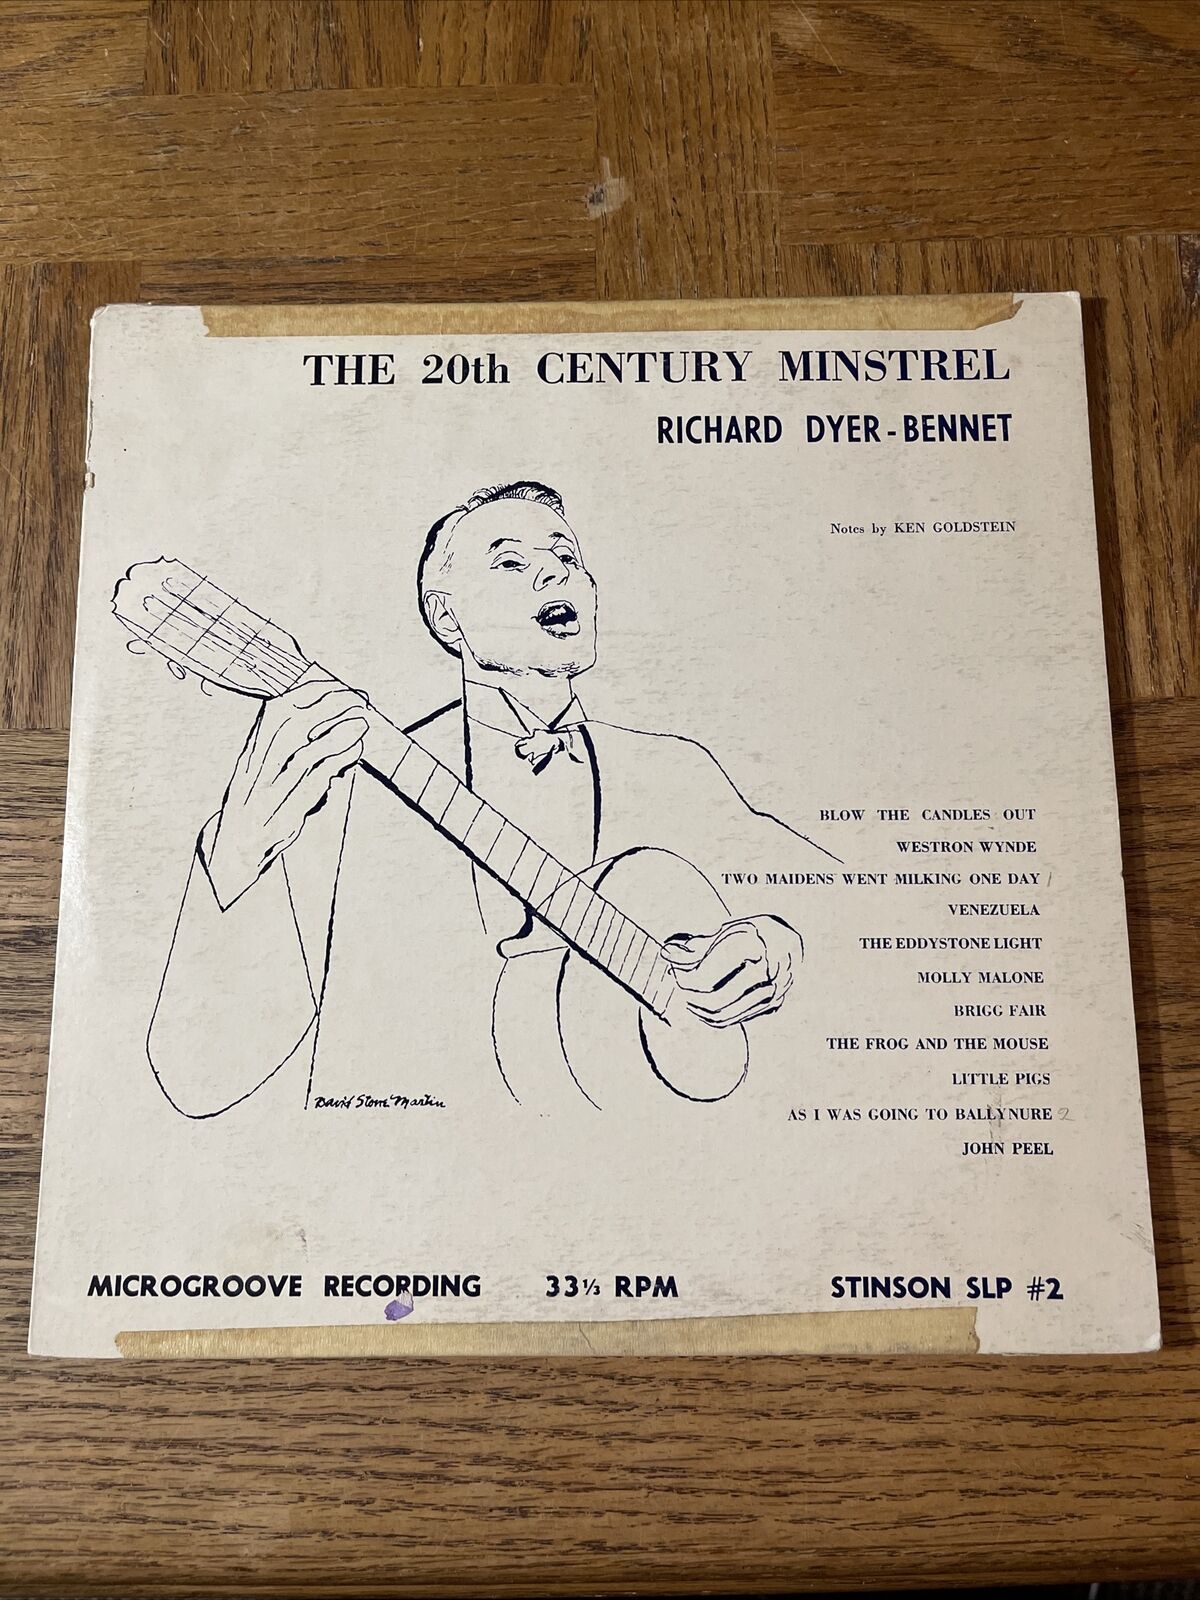 THE 20th CENTURY MINSTREL
RICHARD DYER-BENNET
Notes by KEN GOLDSTEIN
BLOW THE CANDLES OUT
WESTRON WYNDE
TWO MAIDENS WENT MILKING ONE DAY
VENEZUELA
THE EDDYSTONE LIGHT
MOLLY MALONE
BRIGG FAIR
THE FROG AND THE MOUSE
LITTLE PIGS
AS I WAS GOING TO BALLYNURE 2
JOHN PEEL
David Stone Martin
MICROGROOVE RECORDING 33⅓ RPM STINSON SLP #2